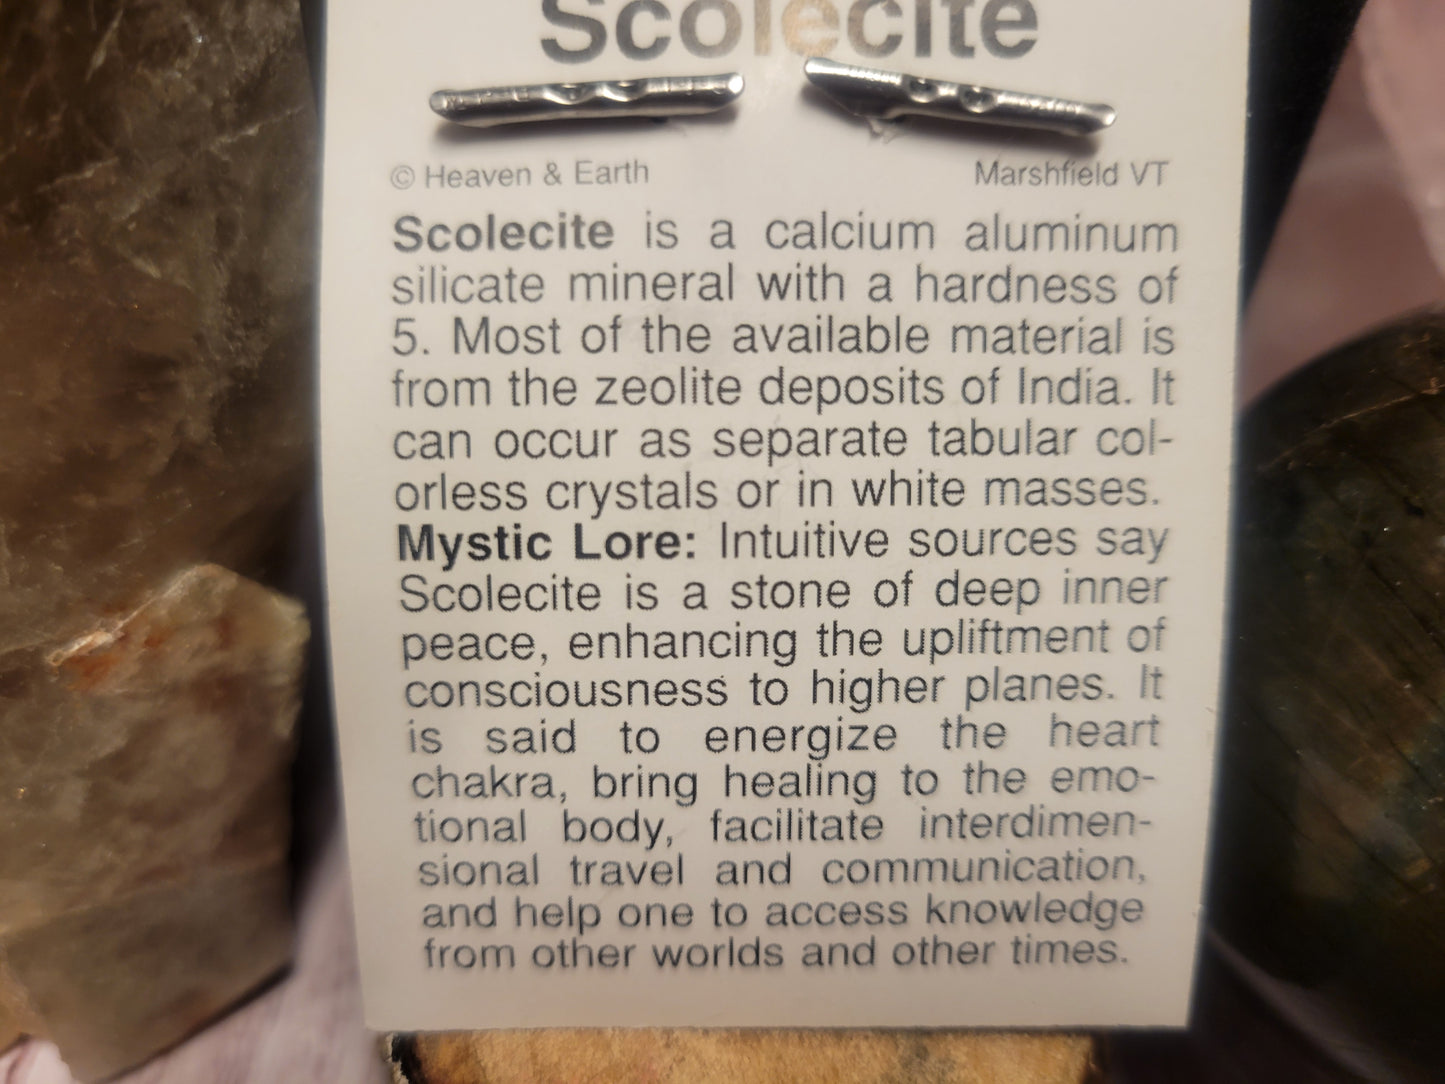 Scolecite
© Heaven & Earth Marshfield VT
Scolecite is a calcium aluminum
silicate mineral with a hardness of
5. Most of the available material is
from the zeolite deposits of India. It
can occur as separate tabular col-
orless crystals or in white masses.
Mystic Lore: Intuitive sources say
Scolecite is a stone of deep inner
peace, enhancing the upliftment of
consciousness to higher planes. It
is said to energize the heart
chakra, bring healing to the emo-
tional body, facilitate interdimen-
sional travel and communication,
and help one to access knowledge
from other worlds and other times.